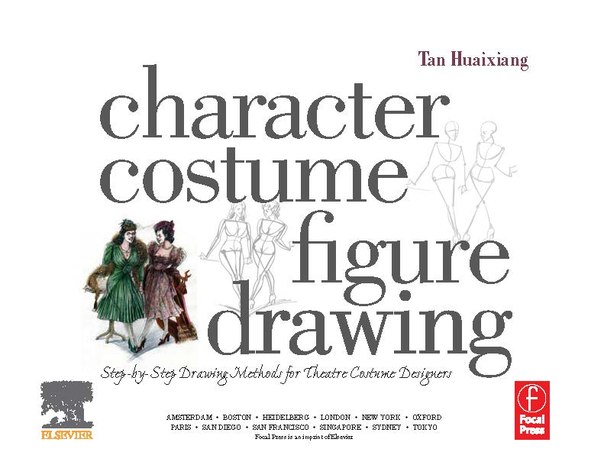 Tan Huaixiang
character
costume
figure
drawing
Step-by-Step Drawing Methods for Theatre Costume Designers
ELSEVIER
AMSTERDAM • BOSTON • HEIDELBERG • LONDON • NEW YORK • OXFORD
PARIS • SAN DIEGO • SAN FRANCISCO • SINGAPORE • SYDNEY • TOKYO
Focal Press is an imprint of Elsevier
f
Focal
Press